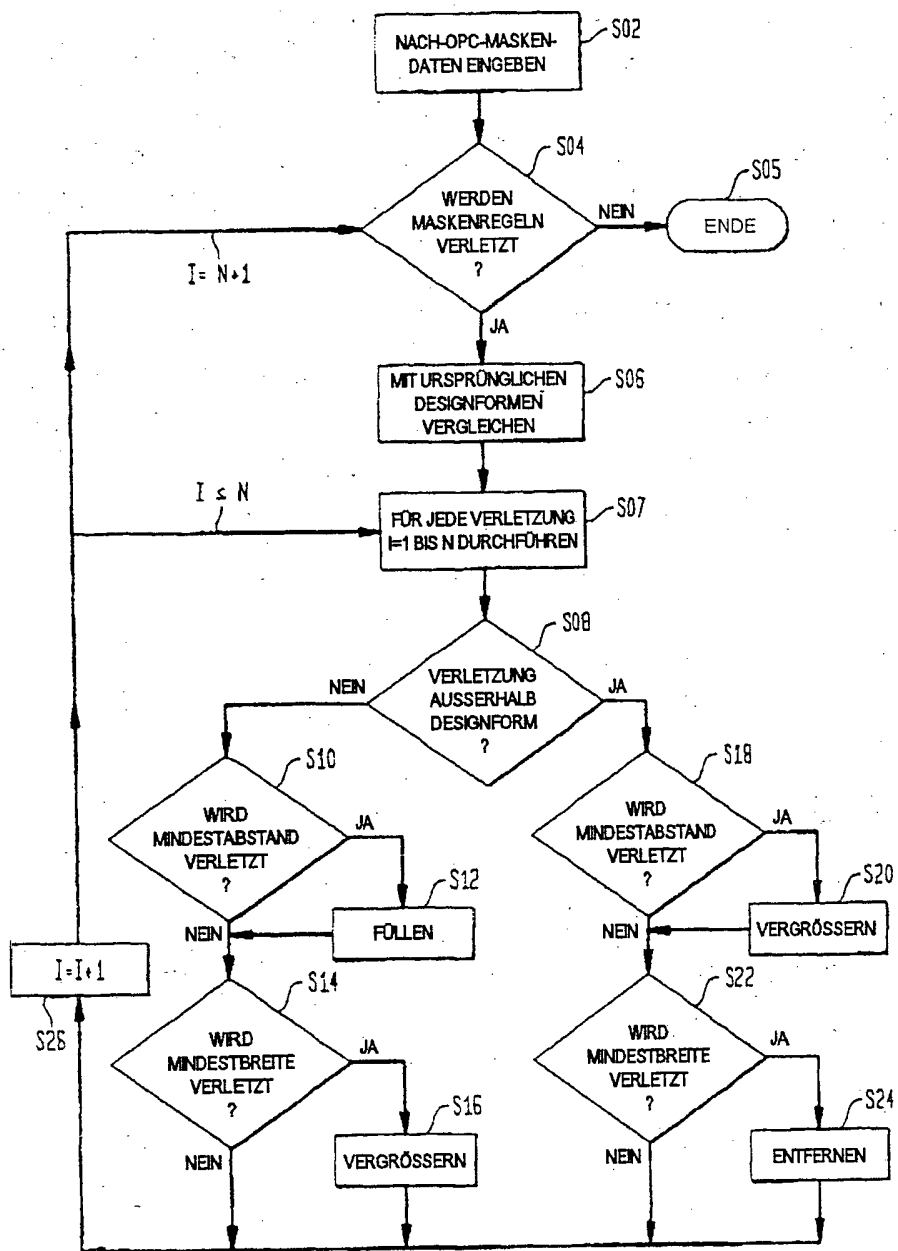 S02
NACH-OPC-MASKEN-
DATEN EINGEBEN
S04
WERDEN
MASKENREGELN
VERLETZT
?
NEIN
S05
ENDE
I= N+1
JA
MIT URSPRÜNGLICHEN
DESIGNFORMEN
VERGLEICHEN
S06
I ≤ N
FÜR JEDE VERLETZUNG
I=1 BIS N DURCHFÜHREN
S07
S08
VERLETZUNG
AUSSERHALB
DESIGNFORM
?
NEIN
JA
S10
WIRD
MINDESTABSTAND
VERLETZT
?
JA
S12
FÜLLEN
NEIN
S18
WIRD
MINDESTABSTAND
VERLETZT
?
JA
S20
VERGRÖSSERN
NEIN
I=I+1
S26
S14
WIRD
MINDESTBREITE
VERLETZT
?
JA
S16
VERGRÖSSERN
NEIN
S22
WIRD
MINDESTBREITE
VERLETZT
?
JA
S24
ENTFERNEN
NEIN